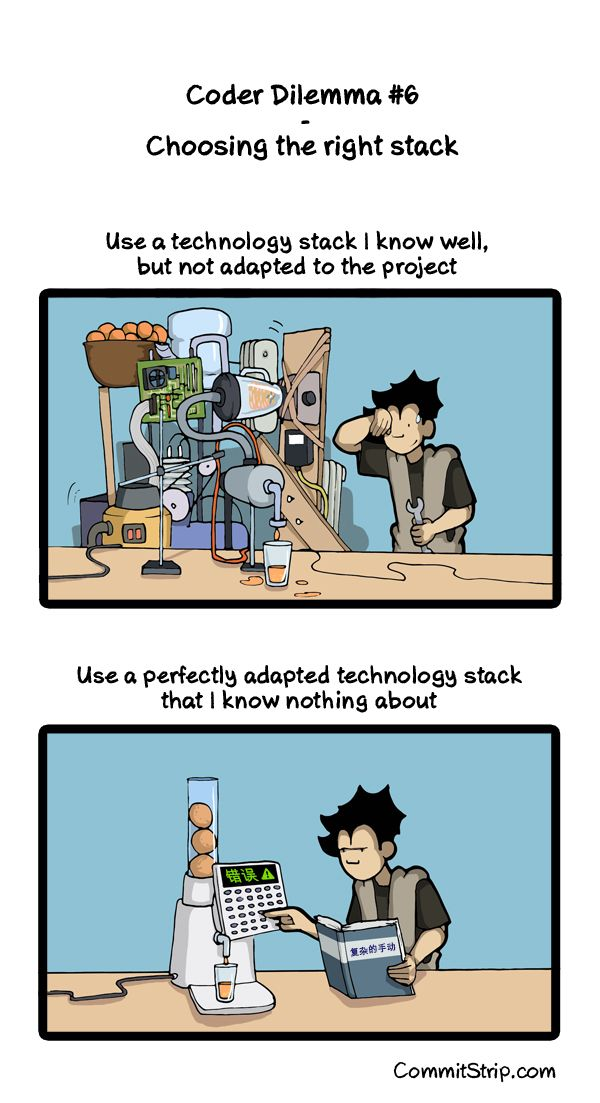 Coder Dilemma #6
-
Choosing the right stack
Use a technology stack I know well,
but not adapted to the project
Use a perfectly adapted technology stack
that I know nothing about
错误
复杂的手动
CommitStrip.com